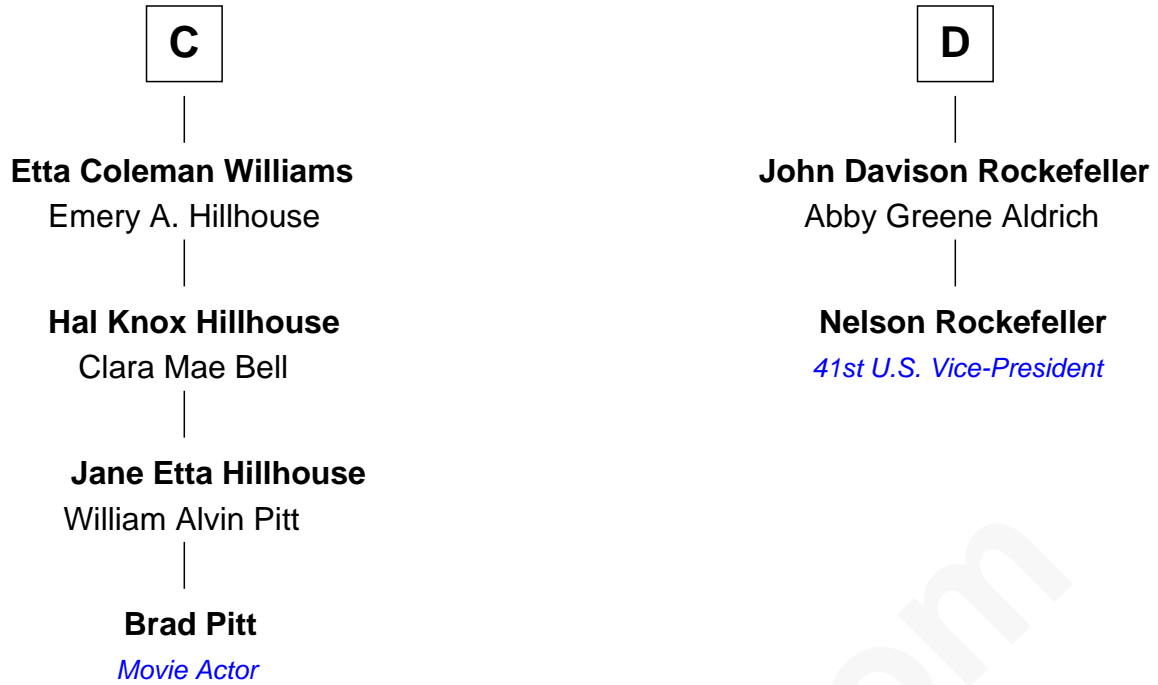 C
Etta Coleman Williams
Emery A. Hillhouse
Hal Knox Hillhouse
Clara Mae Bell
Jane Etta Hillhouse
William Alvin Pitt
Brad Pitt
Movie Actor
D
John Davison Rockefeller
Abby Greene Aldrich
Nelson Rockefeller
41st U.S. Vice-President
om